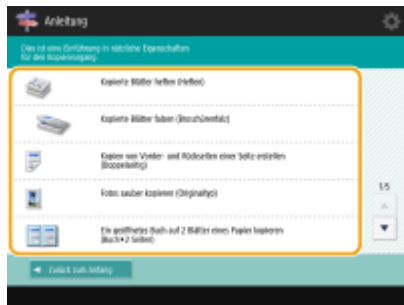 Anleitung
Dies ist eine Einführung in nützliche Eigenschaften
für den Kopiervorgang.
Kopierte Blätter heften (Heften)
Kopierte Blätter falten (Broschürenfalz)
Kopien von Vorder- und Rückseiten einer Seite erstellen
(Doppelseitig)
Fotos sauber kopieren (Originaltyp)
Ein geöffnetes Buch auf 2 Blätter eines Papier kopieren
(Buch➔2 Seiten)
1/5
Zurück zum Anfang